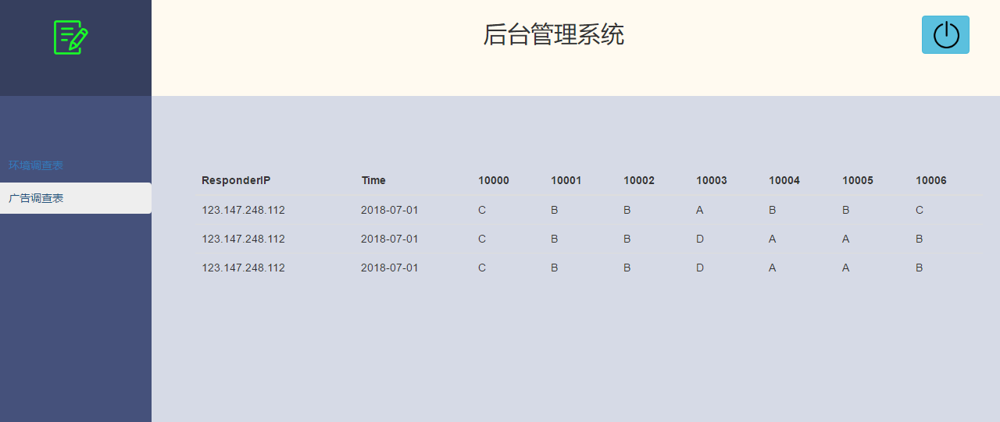 后台管理系统
环境调查表
广告调查表
ResponderIP Time 10000 10001 10002 10003 10004 10005 10006
123.147.248.112 2018-07-01 C B B A B B C
123.147.248.112 2018-07-01 C B B D A A B
123.147.248.112 2018-07-01 C B B D A A B